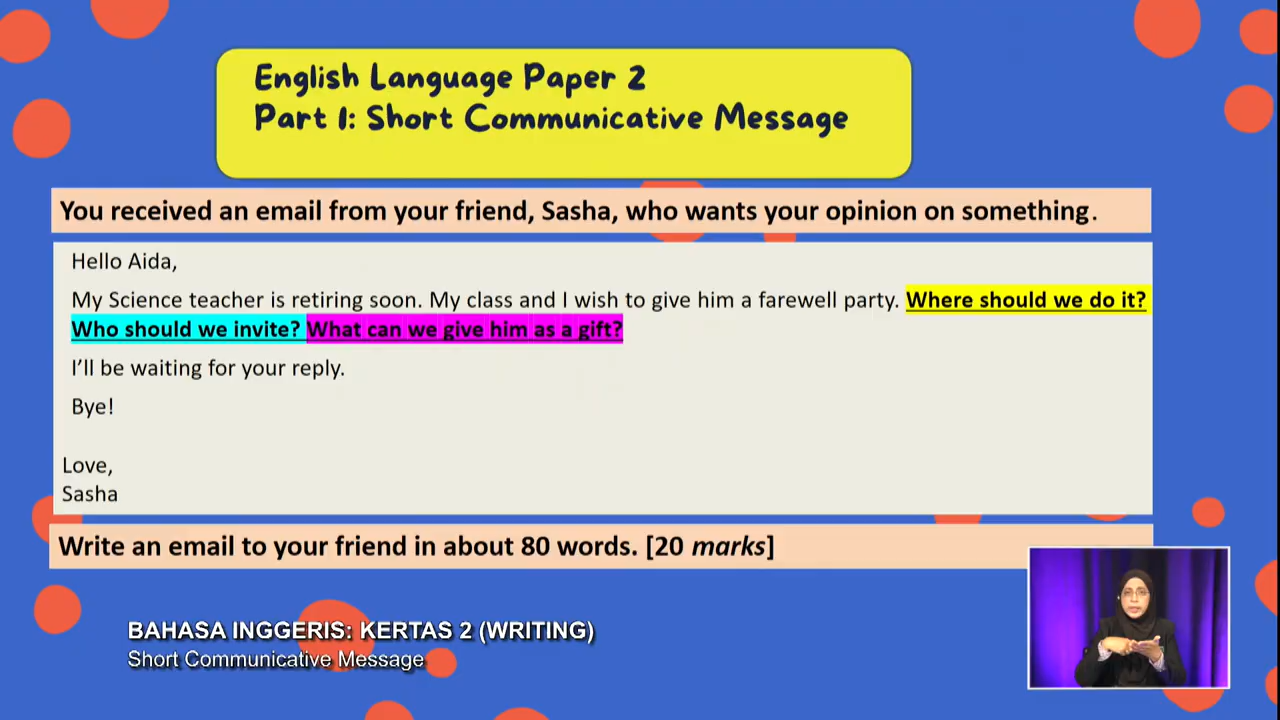 English Language Paper 2
Part 1: Short Communicative Message
You received an email from your friend, Sasha, who wants your opinion on something.
Hello Aida,
My Science teacher is retiring soon. My class and I wish to give him a farewell party. Where should we do it?
Who should we invite? What can we give him as a gift?
I'll be waiting for your reply.
Bye!
Love,
Sasha
Write an email to your friend in about 80 words. [20 marks]
BAHASA INGGERIS: KERTAS 2 (WRITING)
Short Communicative Message